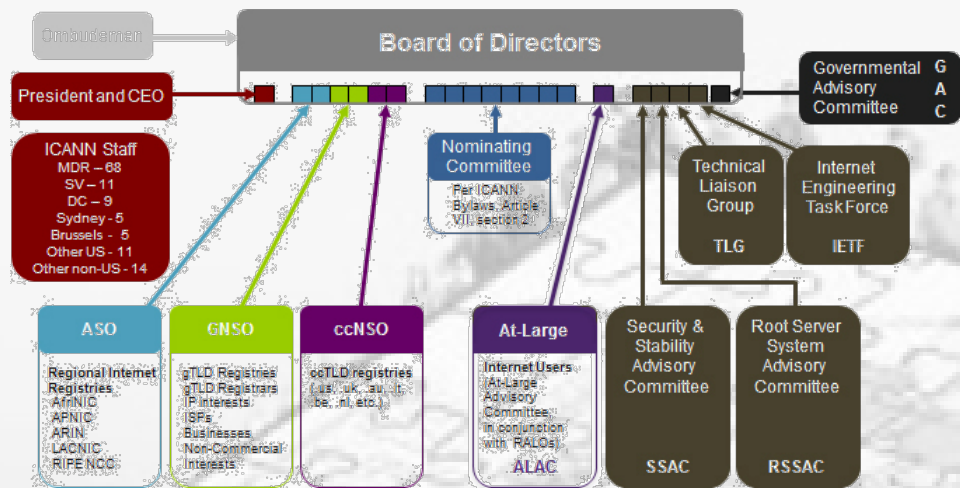 Ombudsman
Board of Directors
President and CEO
Governmental G
Advisory A
Committee C
ICANN Staff
MDR – 68
SV – 11
DC – 9
Sydney - 5
Brussels - 5
Other US - 11
Other non-US - 14
Nominating
Committee
Per ICANN
Bylaws, Article
VII, section 2
Technical
Liaison
Group
TLG
Internet
Engineering
Task Force
IETF
ASO
Regional Internet
Registries
AfriNIC
APNIC
ARIN
LACNIC
RIPE NCC
GNSO
gTLD Registries
gTLD Registrars
IP interests
ISPs
Businesses
Non-Commercial
Interests
ccNSO
ccTLD registries
(.us, .uk, .au, .it,
.be, .nl, etc.)
At-Large
Internet Users
(At-Large
Advisory
Committee,
in conjunction
with RALOs)
ALAC
Security &
Stability
Advisory
Committee
SSAC
Root Server
System
Advisory
Committee
RSSAC